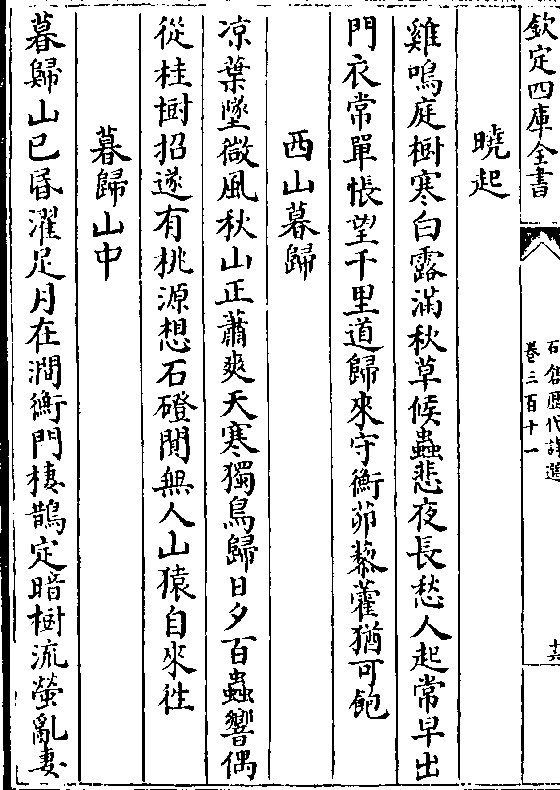 欽定四庫全書
石倉歷代詩選
卷三百十一
十六
曉起
雞鳴庭樹寒白露滿秋草候蟲悲夜長愁人起常早出
門衣常單悵望千里道歸來守衡茆藜藿猶可飽
西山暮歸
凉葉墜微風秋山正蕭爽天寒獨鳥歸日夕百蟲響偶
從桂樹招遂有桃源想石磴閴無人山猿自來往
暮歸山中
暮歸山已昏濯足月在澗衡門棲鵲定暗樹流螢亂妻